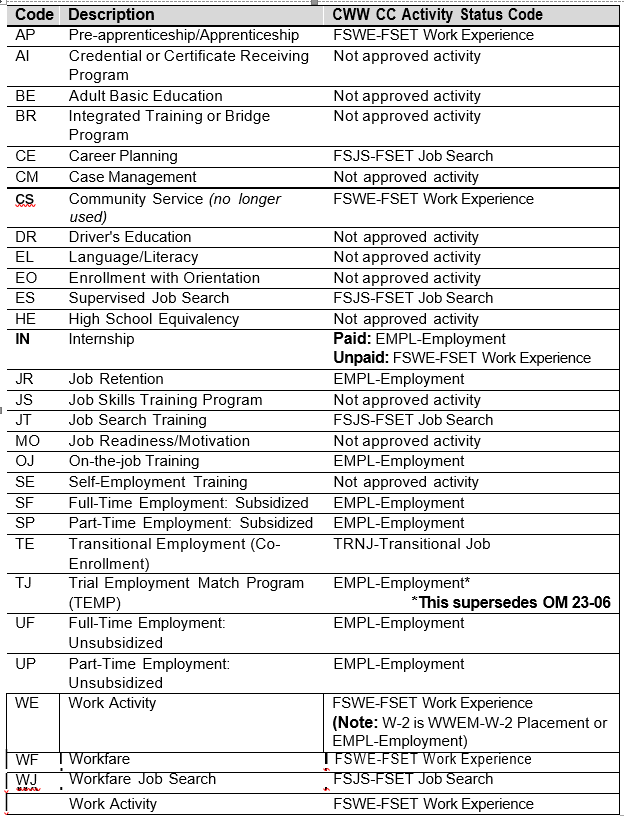 Code Description CWW CC Activity Status Code
AP Pre-apprenticeship/Apprenticeship FSWE-FSET Work Experience
AI Credential or Certificate Receiving Not approved activity
Program
BE Adult Basic Education Not approved activity
BR Integrated Training or Bridge Not approved activity
Program
CE Career Planning FSJS-FSET Job Search
CM Case Management Not approved activity
CS Community Service (no longer FSWE-FSET Work Experience
used)
DR Driver's Education Not approved activity
EL Language/Literacy Not approved activity
EO Enrollment with Orientation Not approved activity
ES Supervised Job Search FSJS-FSET Job Search
HE High School Equivalency Not approved activity
IN Internship Paid: EMPL-Employment
Unpaid: FSWE-FSET Work Experience
JR Job Retention EMPL-Employment
JS Job Skills Training Program Not approved activity
JT Job Search Training FSJS-FSET Job Search
MO Job Readiness/Motivation Not approved activity
OJ On-the-job Training EMPL-Employment
SE Self-Employment Training Not approved activity
SF Full-Time Employment: Subsidized EMPL-Employment
SP Part-Time Employment: Subsidized EMPL-Employment
TE Transitional Employment (Co- TRNJ-Transitional Job
Enrollment)
TJ Trial Employment Match Program EMPL-Employment*
(TEMP) *This supersedes OM 23-06
UF Full-Time Employment: EMPL-Employment
Unsubsidized
UP Part-Time Employment: EMPL-Employment
Unsubsidized
WE Work Activity FSWE-FSET Work Experience
(Note: W-2 is WWEM-W-2 Placement or
EMPL-Employment)
WF Workfare FSWE-FSET Work Experience
WJ Workfare Job Search FSJS-FSET Job Search
Work Activity FSWE-FSET Work Experience